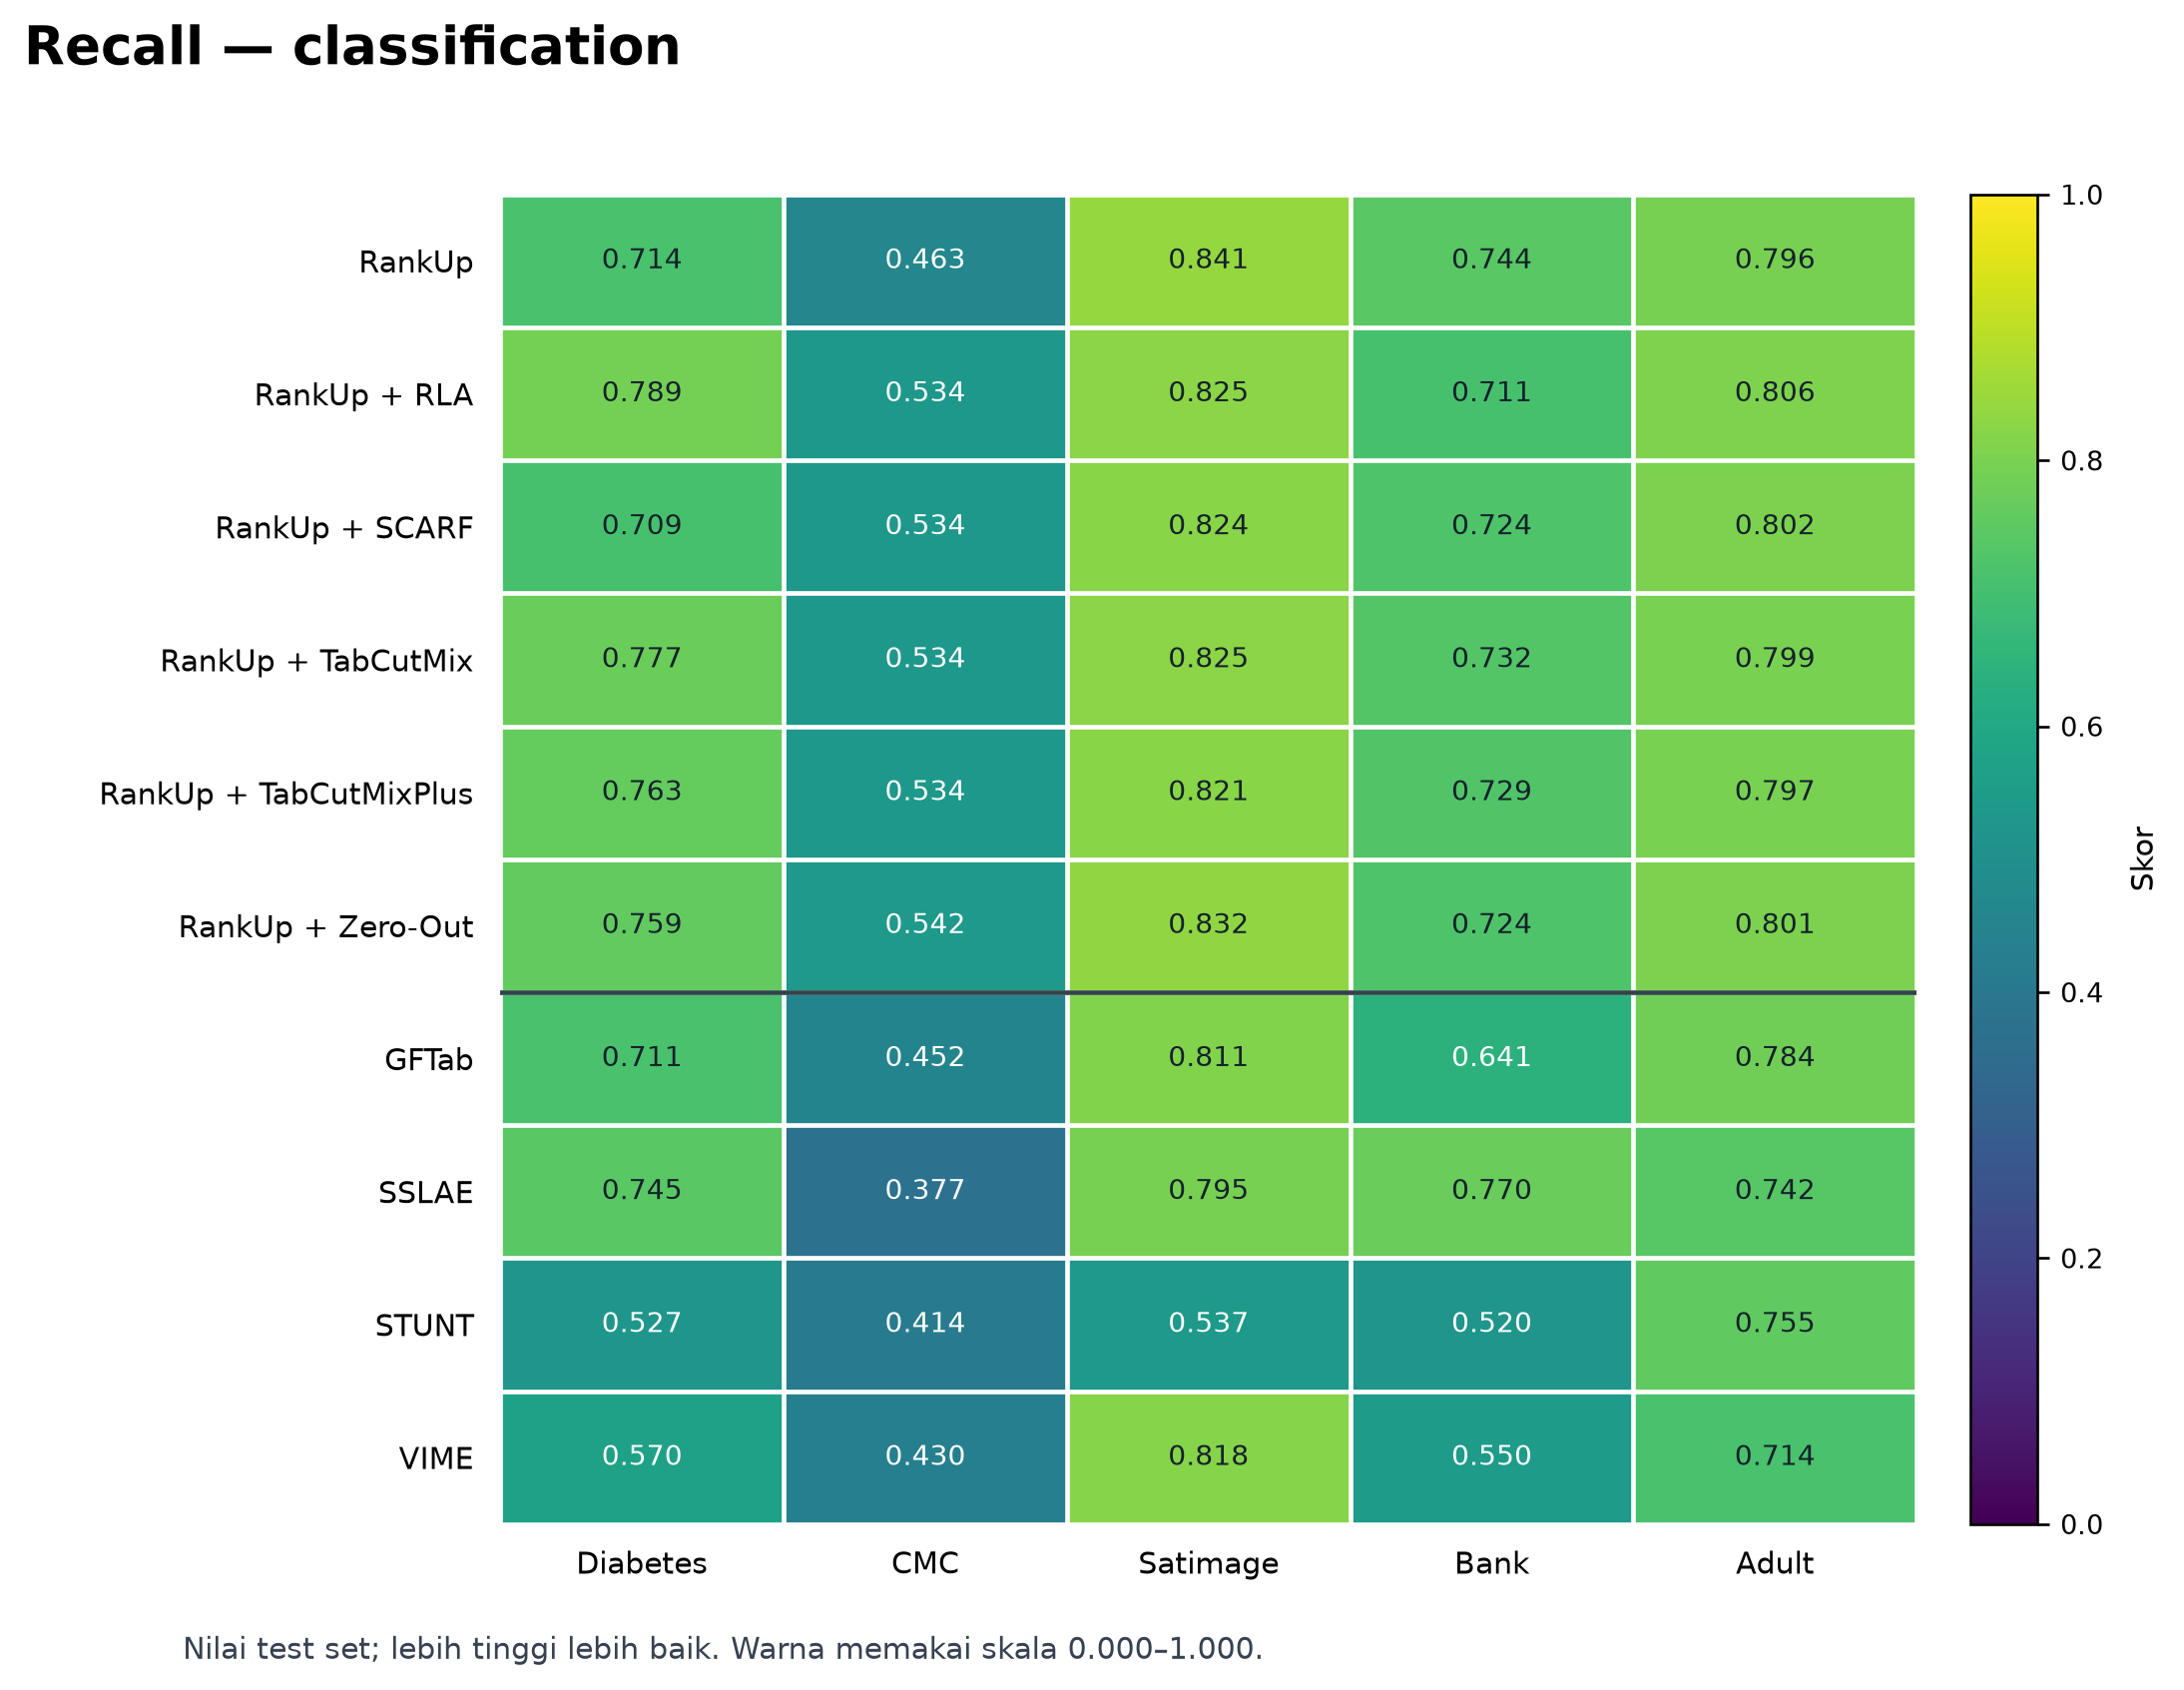 Recall — classification
1.0
RankUp 0.714 0.463 0.841 0.744 0.796
RankUp + RLA 0.789 0.534 0.825 0.711 0.806
0.8
RankUp + SCARF 0.709 0.534 0.824 0.724 0.802
RankUp + TabCutMix 0.777 0.534 0.825 0.732 0.799
0.6
RankUp + TabCutMixPlus 0.763 0.534 0.821 0.729 0.797
Skor
RankUp + Zero-Out 0.759 0.542 0.832 0.724 0.801
0.4
GFTab 0.711 0.452 0.811 0.641 0.784
SSLAE 0.745 0.377 0.795 0.770 0.742
0.2
STUNT 0.527 0.414 0.537 0.520 0.755
VIME 0.570 0.430 0.818 0.550 0.714
0.0
Diabetes CMC Satimage Bank Adult
Nilai test set; lebih tinggi lebih baik. Warna memakai skala 0.000–1.000.